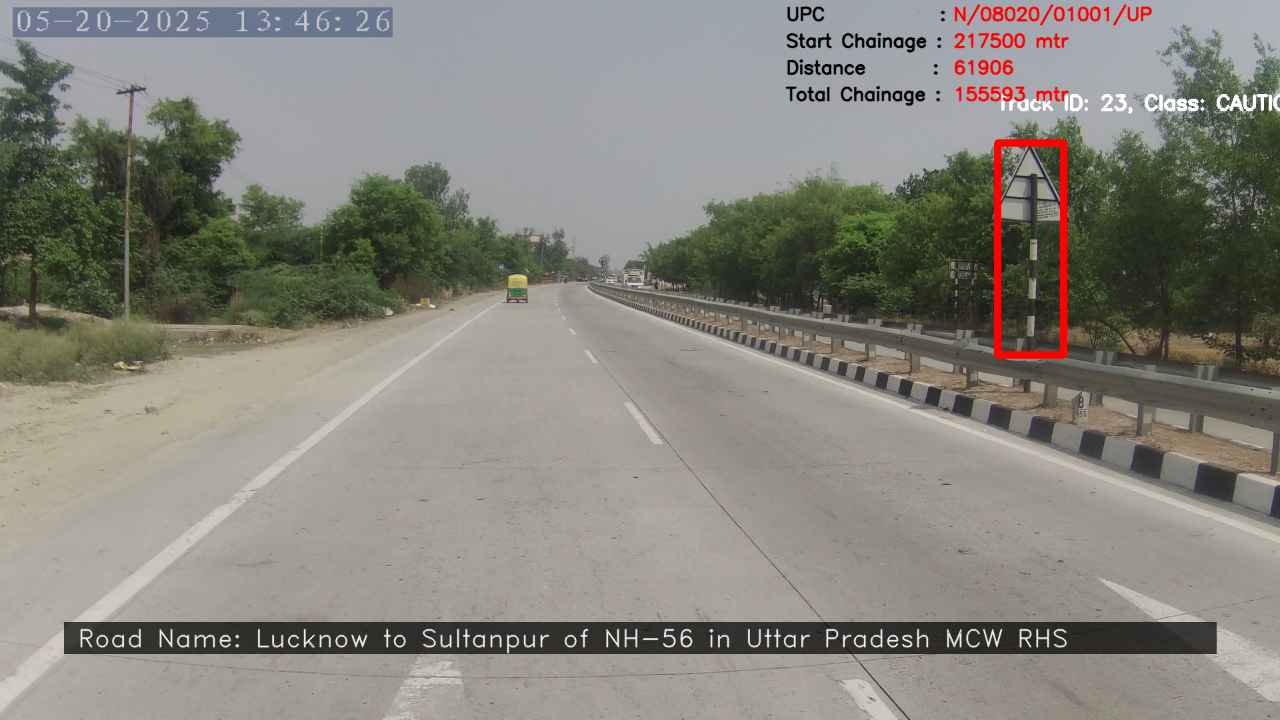 05-20-2025 13:46:26
UPC : N/08020/01001/UP
Start Chainage : 217500 mtr
Distance : 61906
Total Chainage : 155593 mtr
Track ID: 23, Class: CAUTIO
Road Name: Lucknow to Sultanpur of NH-56 in Uttar Pradesh MCW RHS